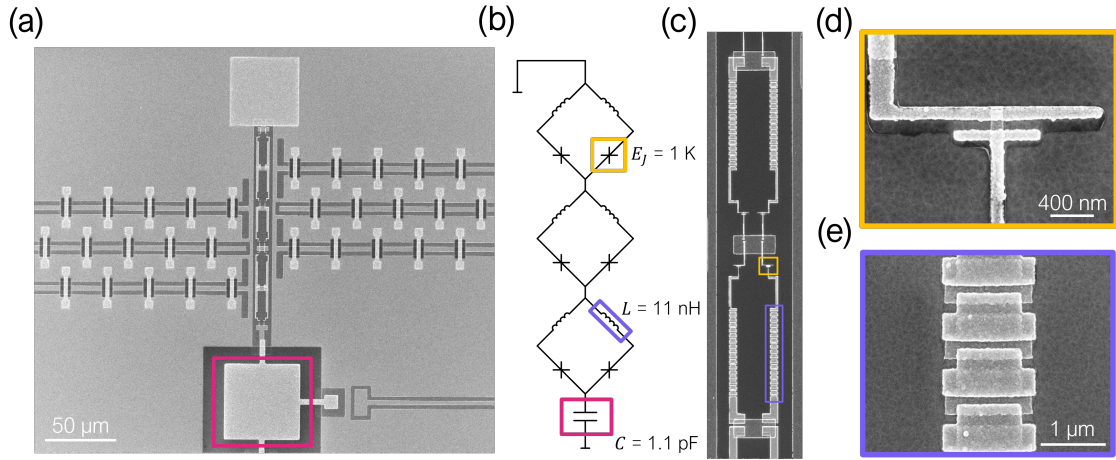 (a)
(b)
(c)
(d)
E_J = 1 K
400 nm
(e)
L = 11 nH
50 μm
C = 1.1 pF
1 μm